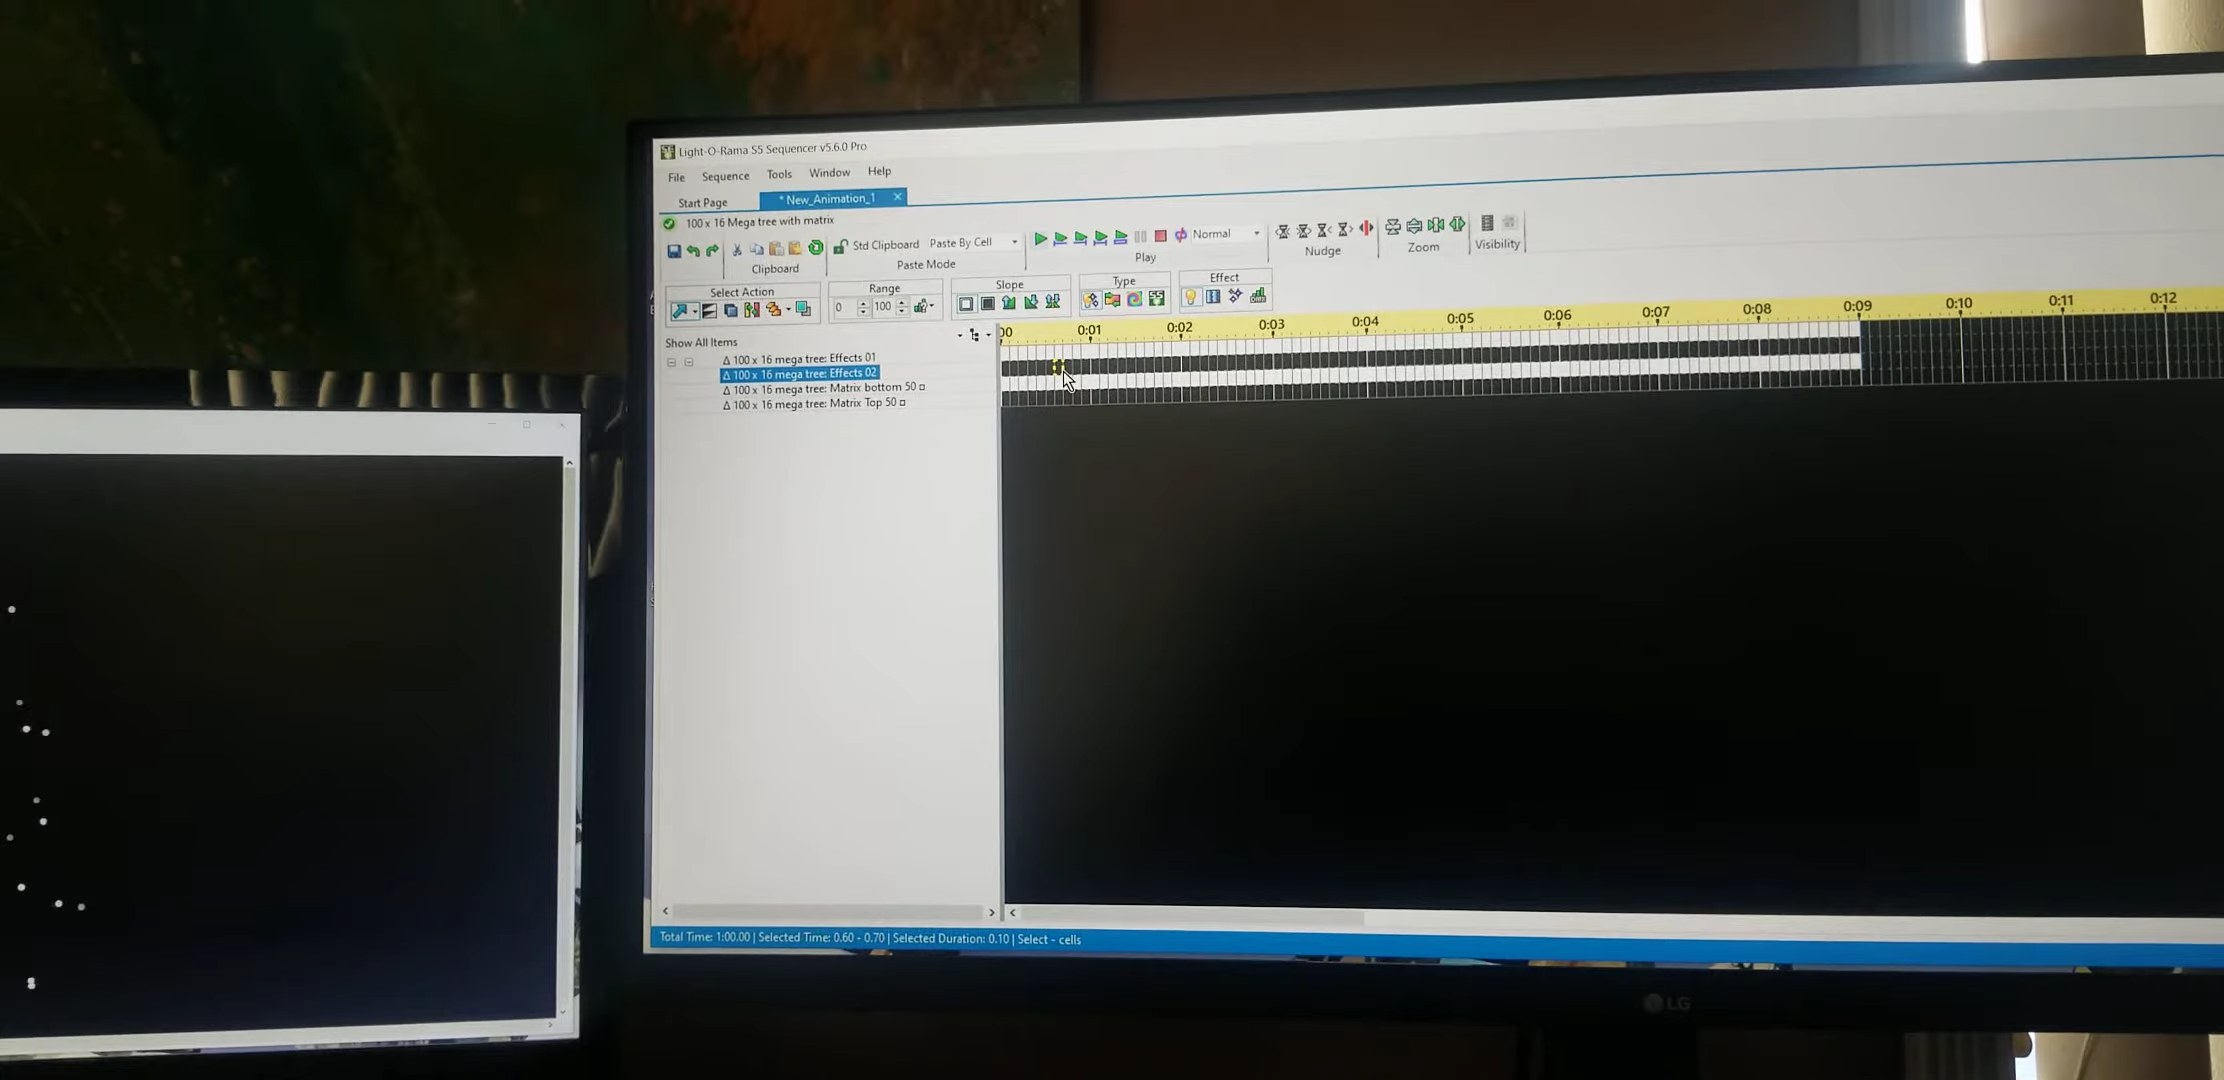 Light-O-Rama S5 Sequencer v5.6.0 Pro
File Sequence Tools Window Help
Start Page * New_Animation_1 ×
100 x 16 Mega tree with matrix
Std Clipboard Paste By Cell Normal
Clipboard Paste Mode Play Nudge Zoom Visibility
Select Action Range Slope Type Effect
0 100
00 0:01 0:02 0:03 0:04 0:05 0:06 0:07 0:08 0:09 0:10 0:11 0:12
Show All Items
100 x 16 mega tree: Effects 01
100 x 16 mega tree: Effects 02
100 x 16 mega tree: Matrix bottom 50
100 x 16 mega tree: Matrix Top 50
Total Time: 1:00.00 | Selected Time: 0.60 - 0.70 | Selected Duration: 0.10 | Select - cells
LG